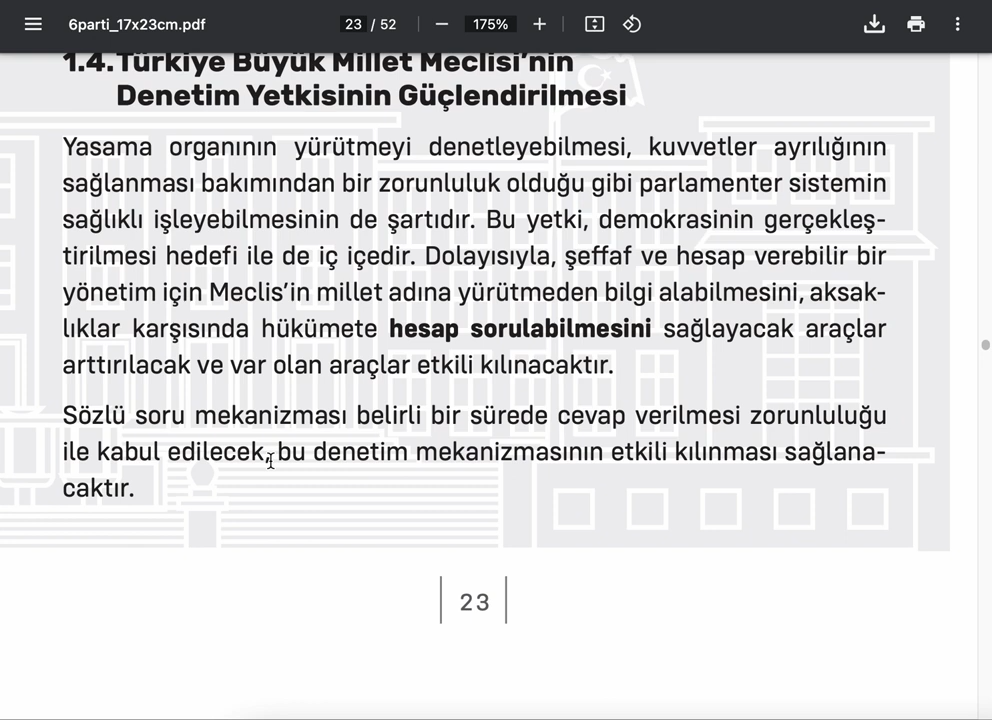 6parti_17x23cm.pdf 23 / 52 175%
1.4. Türkiye Büyük Millet Meclisi'nin
Denetim Yetkisinin Güçlendirilmesi
Yasama organının yürütmeyi denetleyebilmesi, kuvvetler ayrılığının
sağlanması bakımından bir zorunluluk olduğu gibi parlamenter sistemin
sağlıklı işleyebilmesinin de şartıdır. Bu yetki, demokrasinin gerçekleş-
tirilmesi hedefi ile de iç içedir. Dolayısıyla, şeffaf ve hesap verebilir bir
yönetim için Meclis'in millet adına yürütmeden bilgi alabilmesini, aksak-
lıklar karşısında hükümete hesap sorulabilmesini sağlayacak araçlar
arttırılacak ve var olan araçlar etkili kılınacaktır.
Sözlü soru mekanizması belirli bir sürede cevap verilmesi zorunluluğu
ile kabul edilecek, bu denetim mekanizmasının etkili kılınması sağlana-
caktır.
23